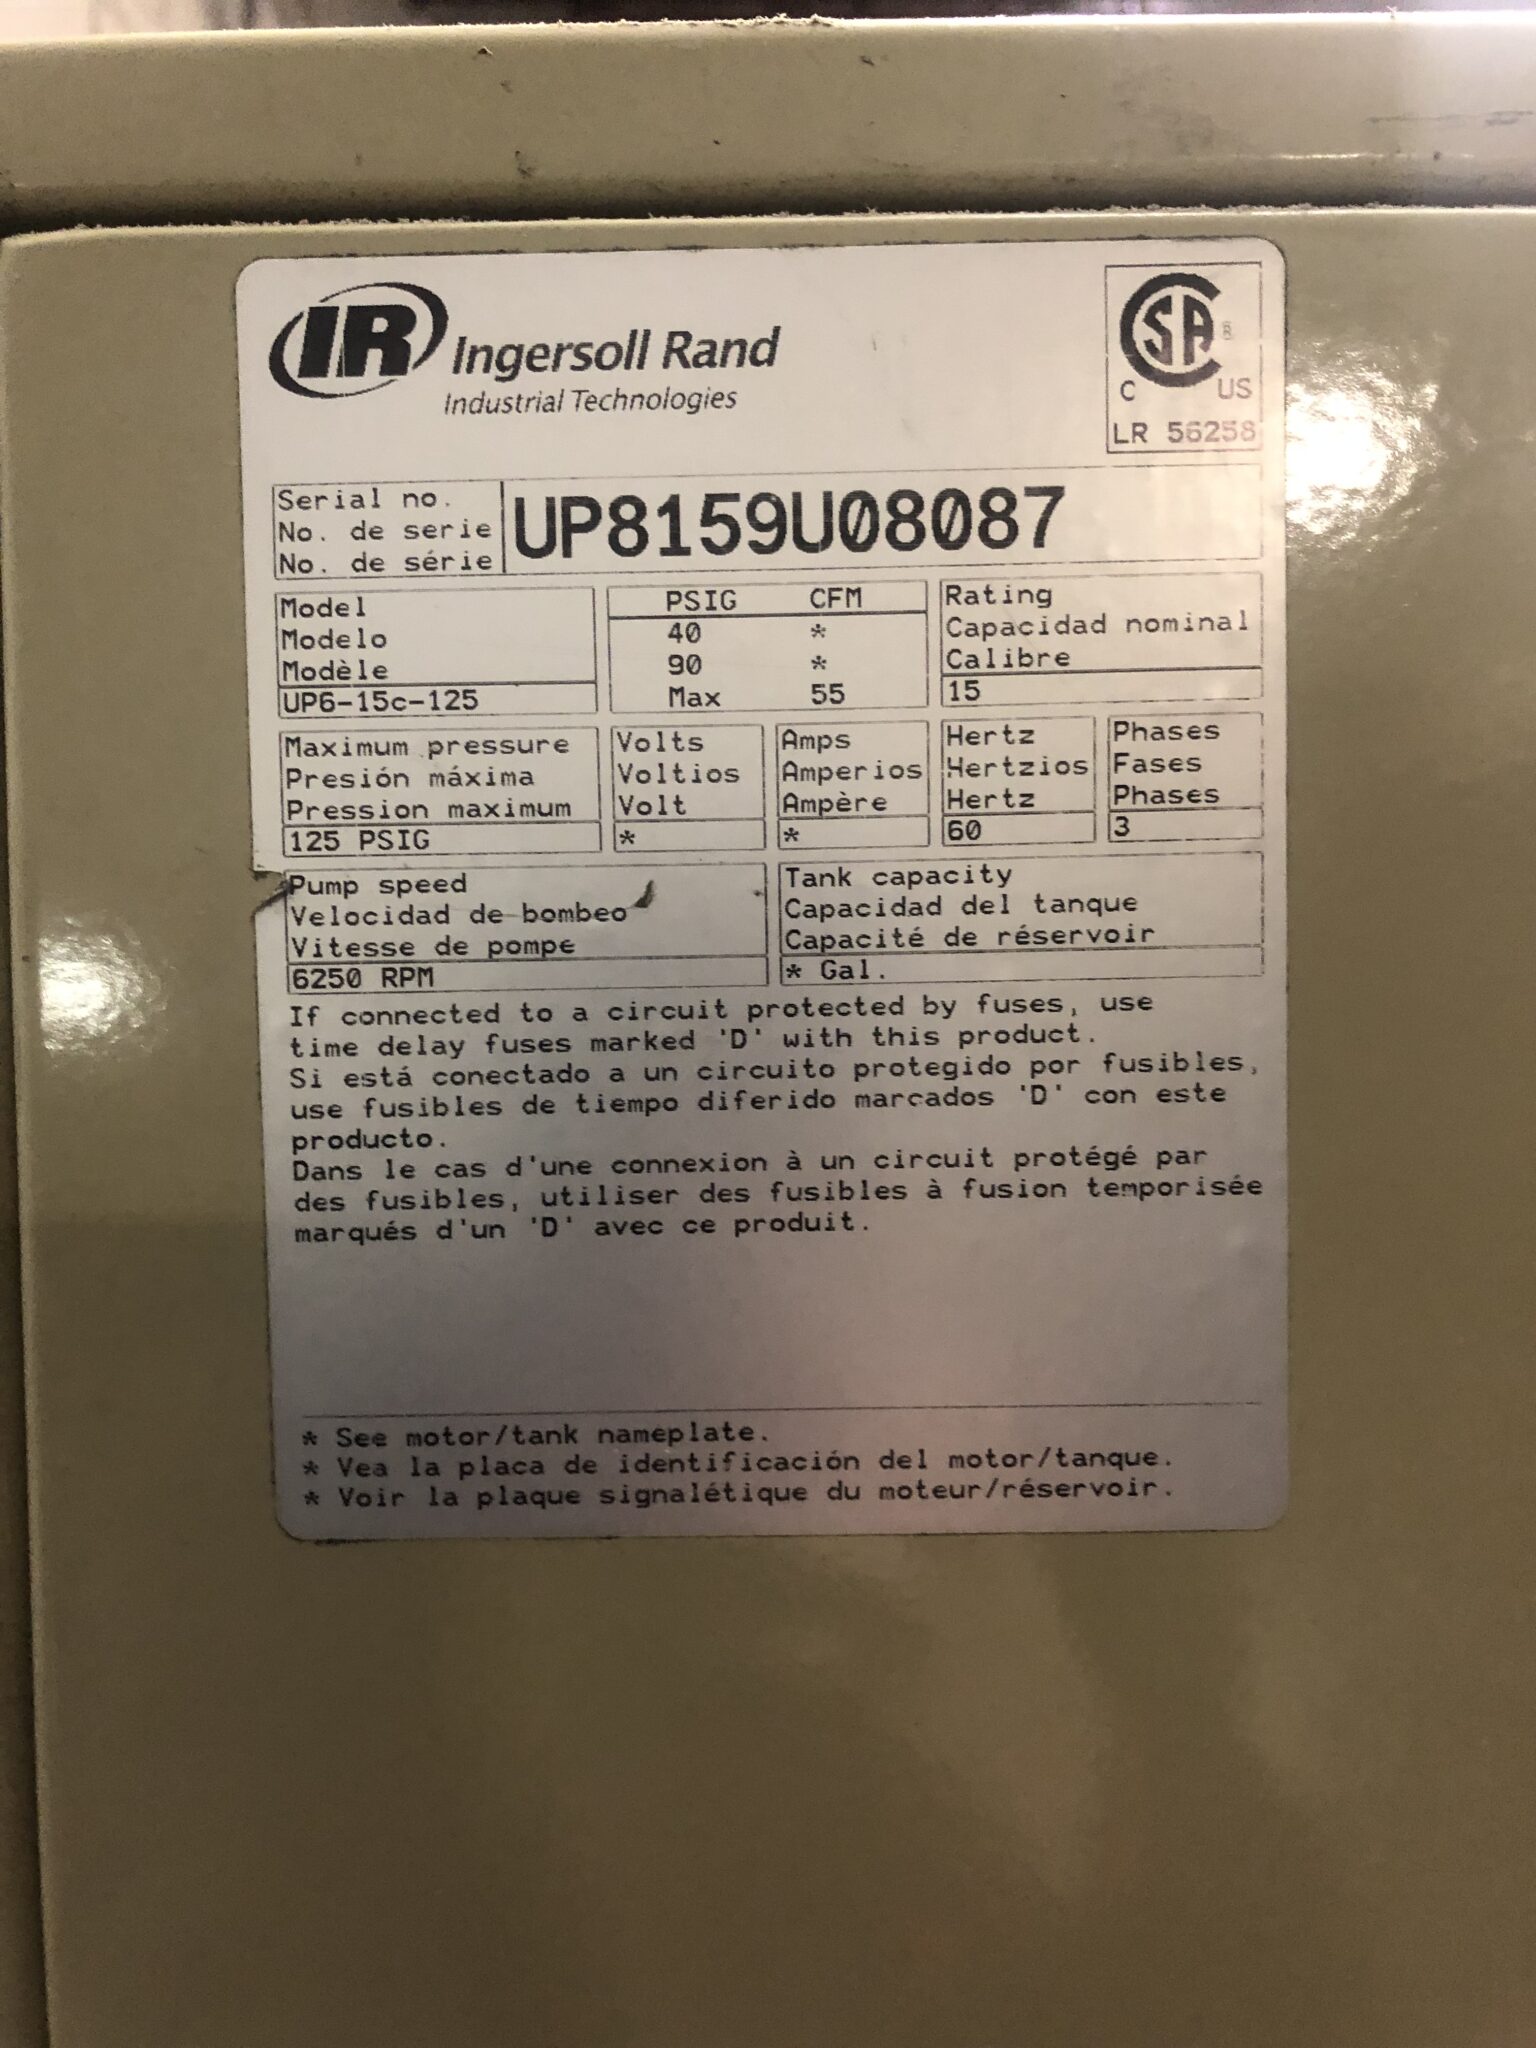 IR Ingersoll Rand
Industrial Technologies
CSA®
C US
LR 56258
Serial no.
No. de serie
No. de série
UP8159U08087
Model
Modelo
Modèle
UP6-15c-125
PSIG CFM
40 *
90 *
Max 55
Rating
Capacidad nominal
Calibre
15
Maximum pressure
Presión máxima
Pression maximum
125 PSIG
Volts
Voltios
Volt
*
Amps
Amperios
Ampère
*
Hertz
Hertzios
Hertz
60
Phases
Fases
Phases
3
Pump speed
Velocidad de bombeo
Vitesse de pompe
6250 RPM
Tank capacity
Capacidad del tanque
Capacité de réservoir
* Gal.
If connected to a circuit protected by fuses, use
time delay fuses marked 'D' with this product.
Si está conectado a un circuito protegido por fusibles,
use fusibles de tiempo diferido marcados 'D' con este
producto.
Dans le cas d'une connexion à un circuit protégé par
des fusibles, utiliser des fusibles à fusion temporisée
marqués d'un 'D' avec ce produit.
* See motor/tank nameplate.
* Vea la placa de identificación del motor/tanque.
* Voir la plaque signalétique du moteur/réservoir.